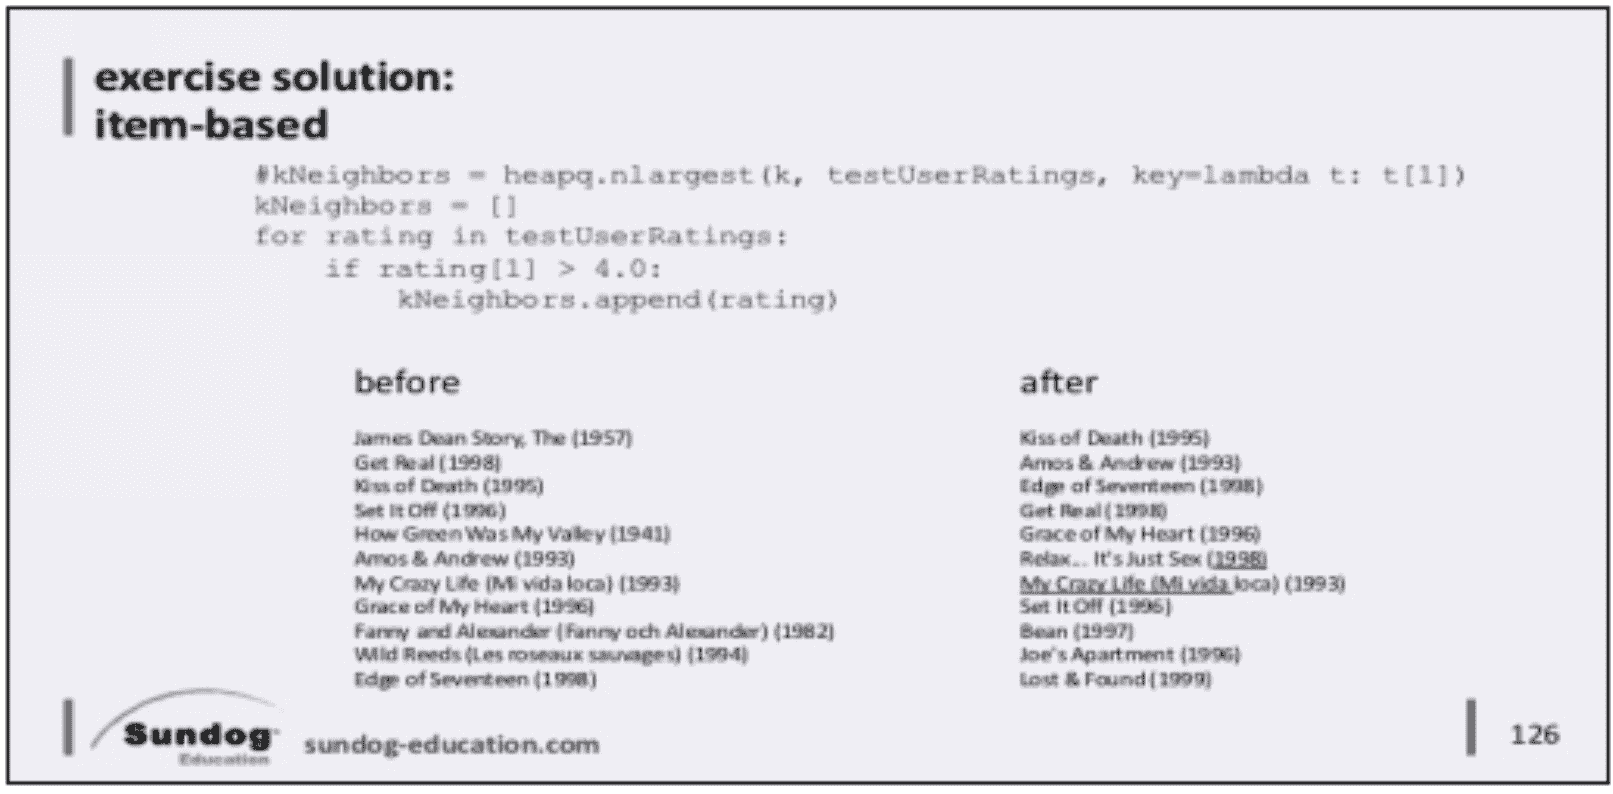 exercise solution:
item-based
#kNeighbors = heapq.nlargest(k, testUserRatings, key=lambda t: t[1])
kNeighbors = []
for rating in testUserRatings:
    if rating[1] > 4.0:
        kNeighbors.append(rating)
before
James Dean Story, The (1957)
Get Real (1998)
Kiss of Death (1995)
Set It Off (1996)
How Green Was My Valley (1941)
Amos & Andrew (1993)
My Crazy Life (Mi vida loca) (1993)
Grace of My Heart (1996)
Fanny and Alexander (Fanny och Alexander) (1982)
Wild Reeds (Les roseaux sauvages) (1994)
Edge of Seventeen (1998)
after
Kiss of Death (1995)
Amos & Andrew (1993)
Edge of Seventeen (1998)
Get Real (1998)
Grace of My Heart (1996)
Relax... It's Just Sex (1998)
My Crazy Life (Mi vida loca) (1993)
Set It Off (1996)
Bean (1997)
Joe's Apartment (1996)
Lost & Found (1999)
Sundog
Education
sundog-education.com
126